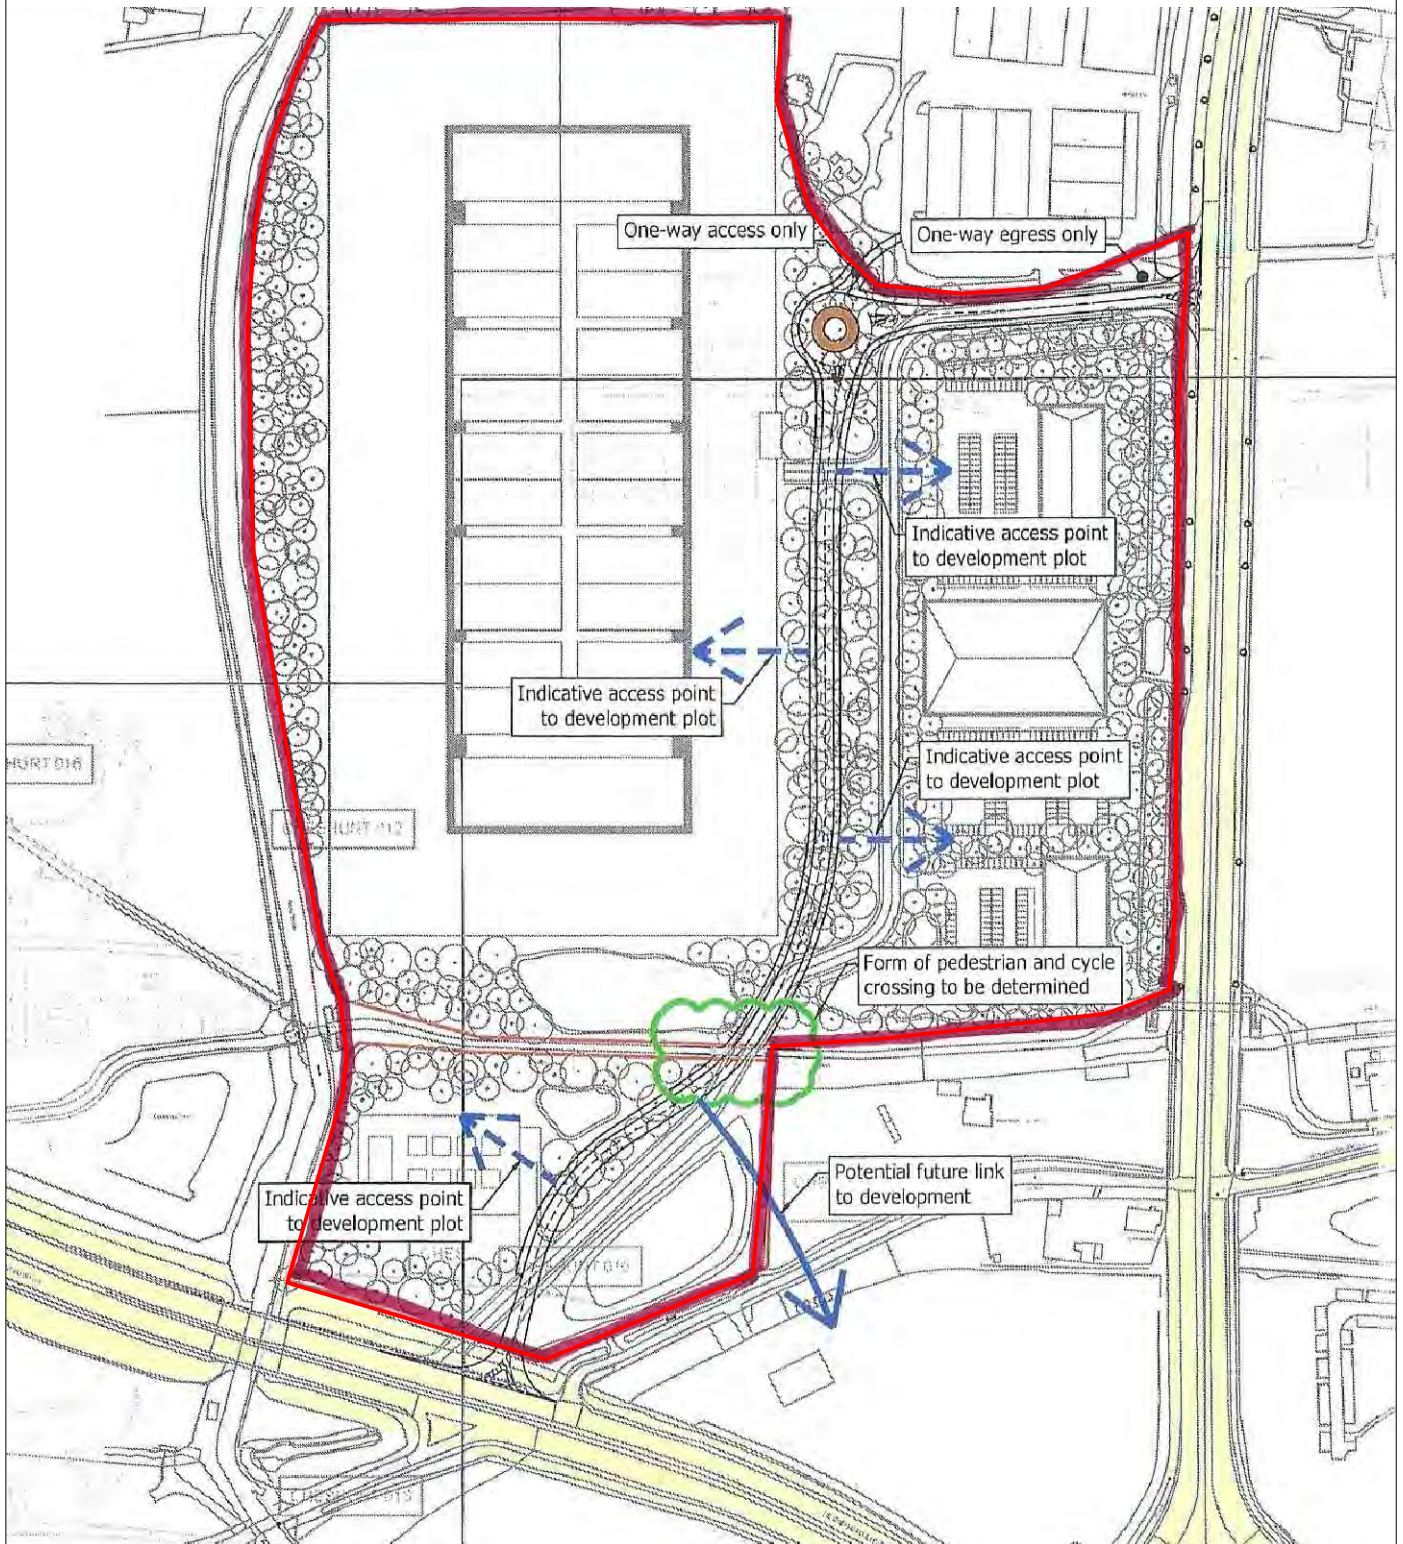 One-way access only
One-way egress only
Indicative access point
to development plot
Indicative access point
to development plot
Indicative access point
to development plot
Form of pedestrian and cycle
crossing to be determined
Potential future link
to development
Indicative access point
to development plot